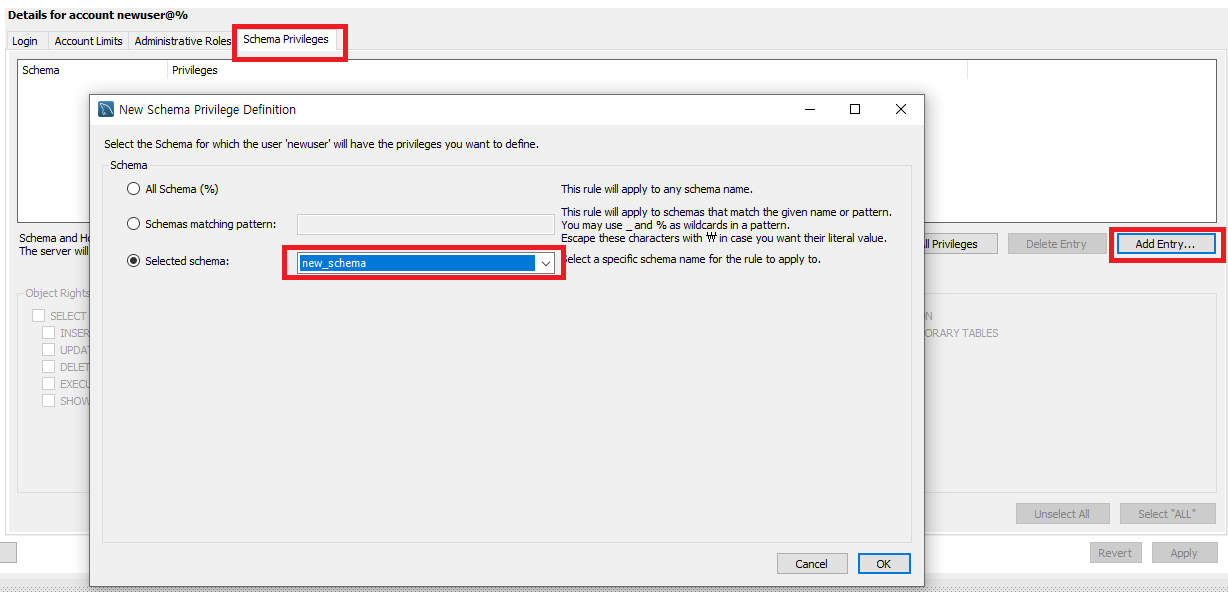 Details for account newuser@%
Login Account Limits Administrative Roles Schema Privileges
Schema Privileges
New Schema Privilege Definition
Select the Schema for which the user 'newuser' will have the privileges you want to define.
Schema
All Schema (%) This rule will apply to any schema name.
Schemas matching pattern: This rule will apply to schemas that match the given name or pattern.
You may use _ and % as wildcards in a pattern.
Escape these characters with ₩ in case you want their literal value.
Selected schema: new_schema Select a specific schema name for the rule to apply to.
Schema and Ho
The server will
ll Privileges Delete Entry Add Entry...
Object Rights
SELECT
INSER
UPDAT
DELET
EXECU
SHOW
ON
ORARY TABLES
Unselect All Select "ALL"
Revert Apply
Cancel OK